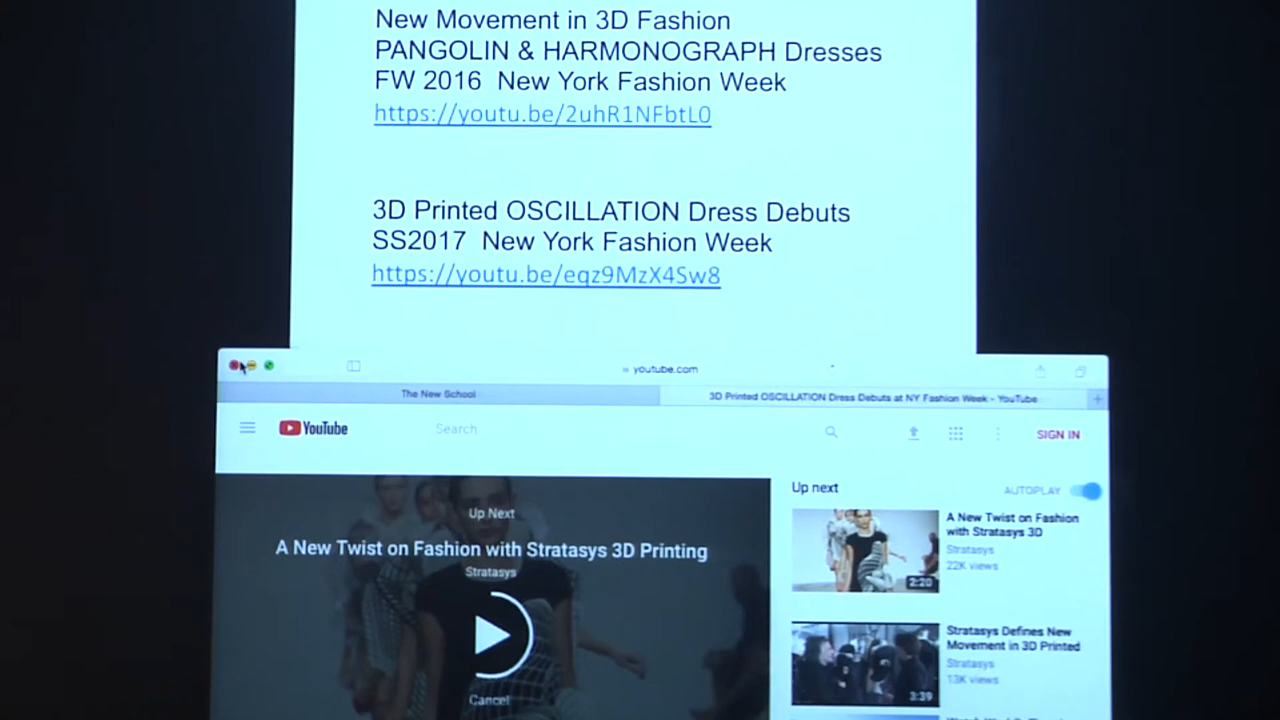 New Movement in 3D Fashion
PANGOLIN & HARMONOGRAPH Dresses
FW 2016 New York Fashion Week
https://youtu.be/2uhR1NFbtL0
3D Printed OSCILLATION Dress Debuts
SS2017 New York Fashion Week
https://youtu.be/eqz9MzX4Sw8
youtube.com
The New School
3D Printed OSCILLATION Dress Debuts at NY Fashion Week - YouTube
YouTube
Search
SIGN IN
Up Next
A New Twist on Fashion with Stratasys 3D Printing
Stratasys
Cancel
Up next
AUTOPLAY
A New Twist on Fashion
with Stratasys 3D
Stratasys
22K views
2:20
Stratasys Defines New
Movement in 3D Printed
Stratasys
13K views
3:39